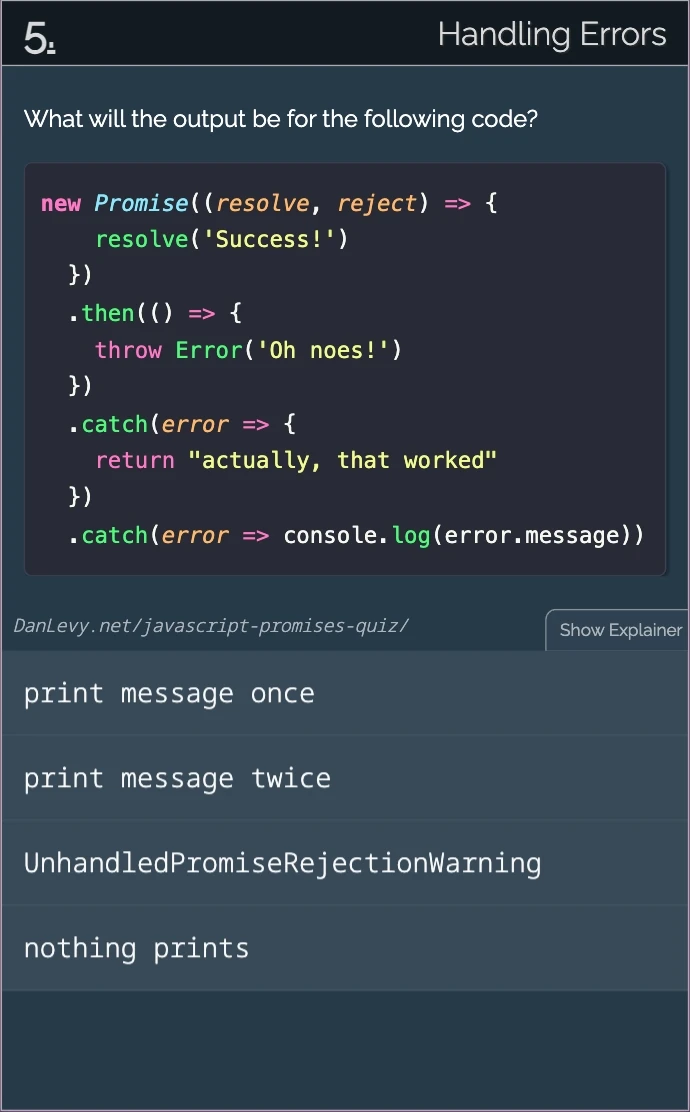 5.
Handling Errors
What will the output be for the following code?
new Promise((resolve, reject) => {
    resolve('Success!')
  })
  .then(() => {
    throw Error('Oh noes!')
  })
  .catch(error => {
    return "actually, that worked"
  })
  .catch(error => console.log(error.message))
DanLevy.net/javascript-promises-quiz/
Show Explainer
print message once
print message twice
UnhandledPromiseRejectionWarning
nothing prints